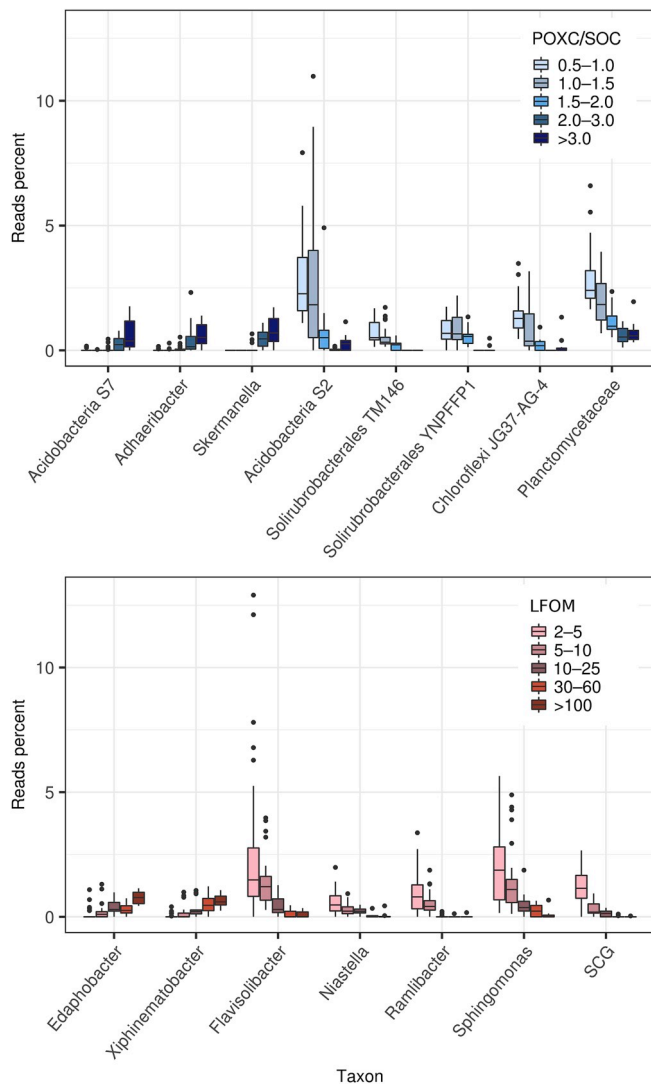 POXC/SOC
0.5–1.0
1.0–1.5
1.5–2.0
2.0–3.0
>3.0
Reads percent
10
5
0
Acidobacteria S7
Adhaeribacter
Skermanella
Acidobacteria S2
Solirubrobacterales TM146
Solirubrobacterales YNPFFP1
Chloroflexi JG37-AG-4
Planctomycetaceae
LFOM
2–5
5–10
10–25
30–60
>100
Reads percent
10
5
0
Edaphobacter
Xiphinematobacter
Flavisolibacter
Niastella
Ramlibacter
Sphingomonas
SCG
Taxon